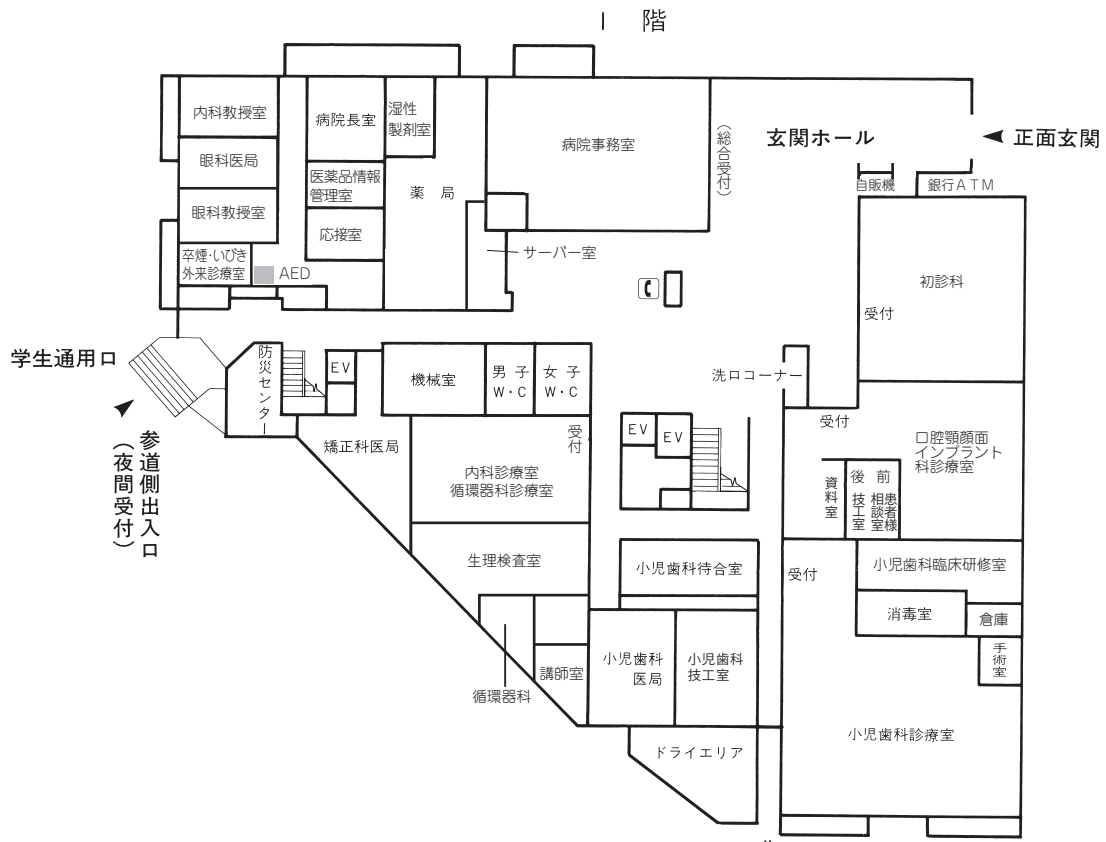 1 階
内科教授室
病院長室
湿性
製剤室
病院事務室
(総合受付)
玄関ホール
正面玄関
眼科医局
医薬品情報
管理室
薬 局
自販機
銀行ATM
眼科教授室
応接室
サーバー室
卒煙・いびき
外来診療室
AED
初診科
受付
学生通用口
防災センター
EV
機械室
男 子
W・C
女 子
W・C
洗口コーナー
受付
参道側出入口
(夜間受付)
矯正科医局
受付
内科診療室
循環器科診療室
EV
EV
口腔顎顔面
インプラント
科診療室
資料室
後
技工室
前
患者様
相談室
生理検査室
小児歯科待合室
受付
小児歯科臨床研修室
消毒室
倉庫
手術室
講師室
循環器科
小児歯科
医局
小児歯科
技工室
小児歯科診療室
ドライエリア